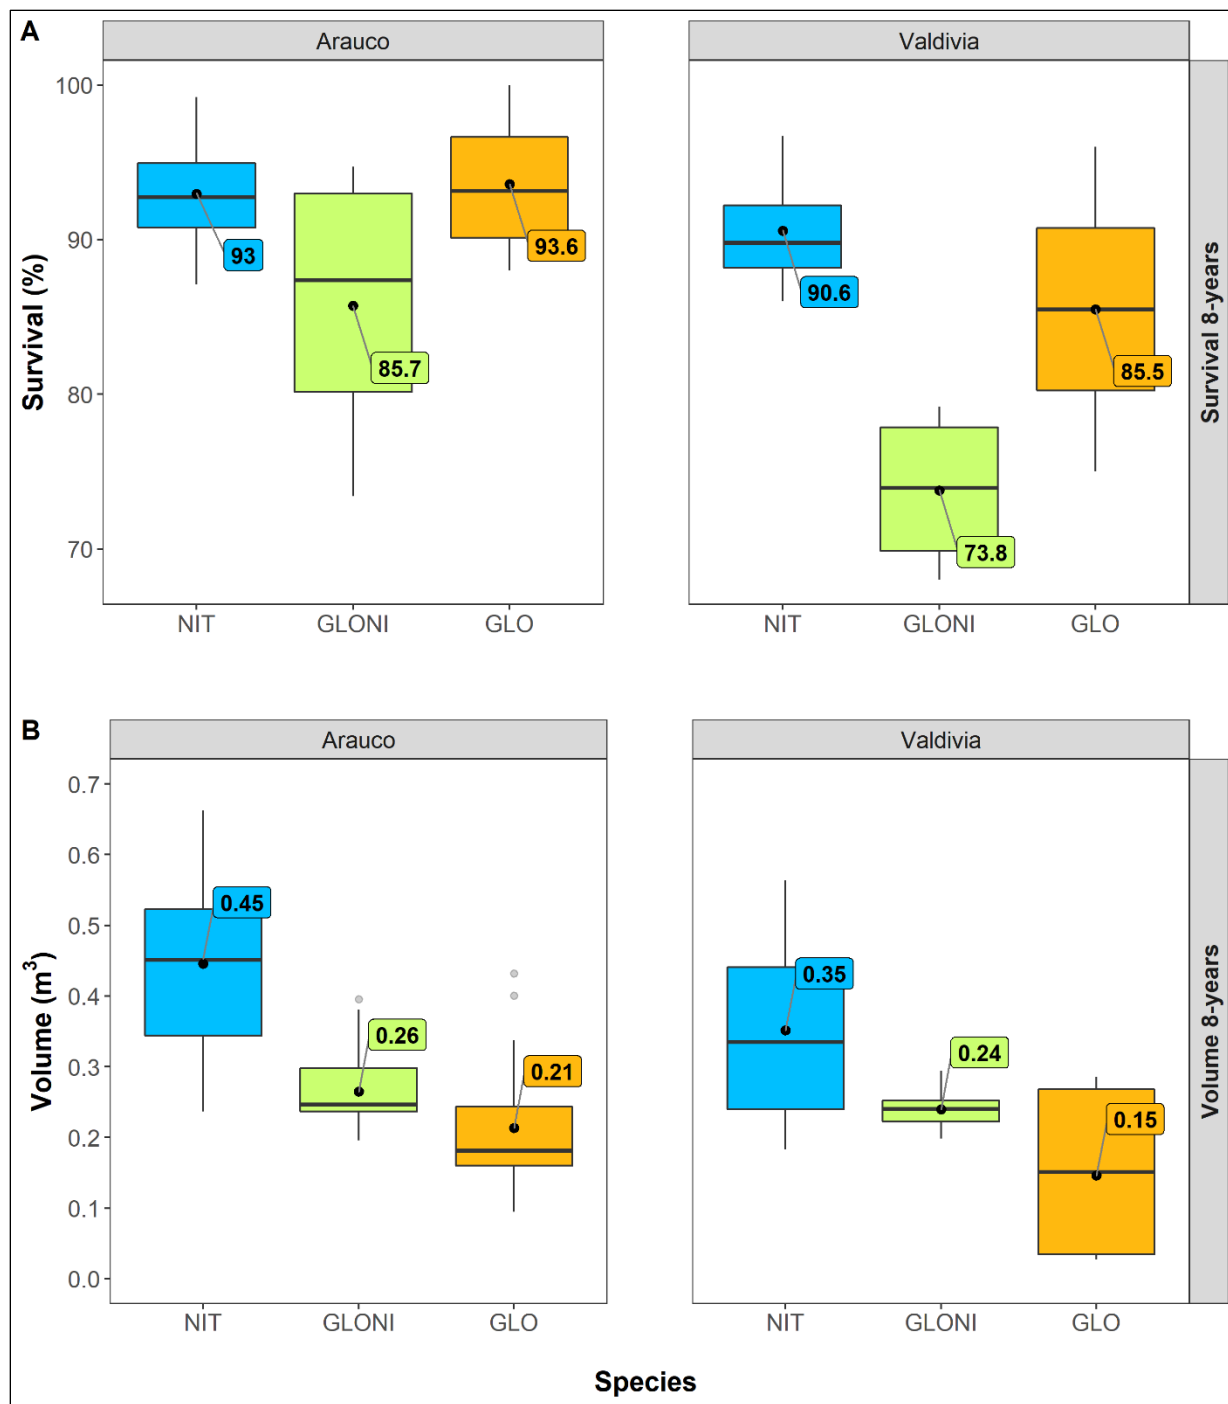 A
Arauco
Valdivia
Survival (%)
100
90
80
70
93
85.7
93.6
90.6
73.8
85.5
Survival 8-years
NIT GLONI GLO
NIT GLONI GLO
B
Arauco
Valdivia
Volume (m³)
0.7
0.6
0.5
0.4
0.3
0.2
0.1
0.0
0.45
0.26
0.21
0.35
0.24
0.15
Volume 8-years
NIT GLONI GLO
NIT GLONI GLO
Species